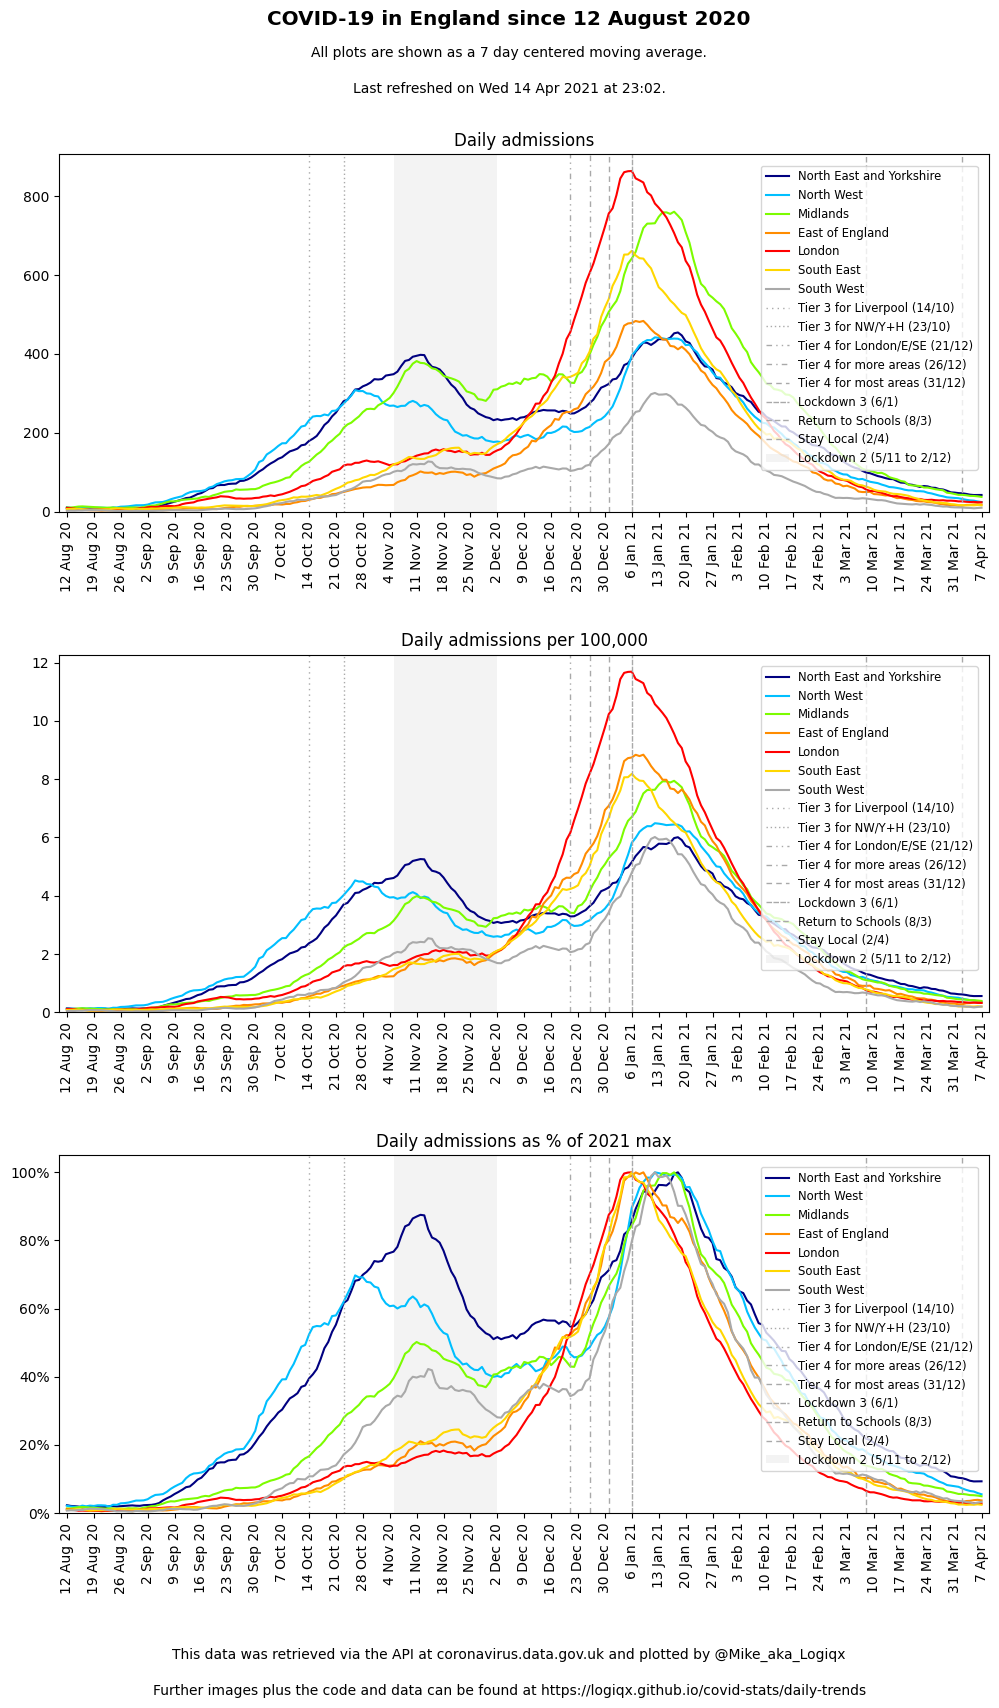 COVID-19 in England since 12 August 2020
All plots are shown as a 7 day centered moving average.
Last refreshed on Wed 14 Apr 2021 at 23:02.
Daily admissions
800
600
400
200
0
North East and Yorkshire
North West
Midlands
East of England
London
South East
South West
Tier 3 for Liverpool (14/10)
Tier 3 for NW/Y+H (23/10)
Tier 4 for London/E/SE (21/12)
Tier 4 for more areas (26/12)
Tier 4 for most areas (31/12)
Lockdown 3 (6/1)
Return to Schools (8/3)
Stay Local (2/4)
Lockdown 2 (5/11 to 2/12)
12 Aug 20
19 Aug 20
26 Aug 20
2 Sep 20
9 Sep 20
16 Sep 20
23 Sep 20
30 Sep 20
7 Oct 20
14 Oct 20
21 Oct 20
28 Oct 20
4 Nov 20
11 Nov 20
18 Nov 20
25 Nov 20
2 Dec 20
9 Dec 20
16 Dec 20
23 Dec 20
30 Dec 20
6 Jan 21
13 Jan 21
20 Jan 21
27 Jan 21
3 Feb 21
10 Feb 21
17 Feb 21
24 Feb 21
3 Mar 21
10 Mar 21
17 Mar 21
24 Mar 21
31 Mar 21
7 Apr 21
Daily admissions per 100,000
12
10
8
6
4
2
0
North East and Yorkshire
North West
Midlands
East of England
London
South East
South West
Tier 3 for Liverpool (14/10)
Tier 3 for NW/Y+H (23/10)
Tier 4 for London/E/SE (21/12)
Tier 4 for more areas (26/12)
Tier 4 for most areas (31/12)
Lockdown 3 (6/1)
Return to Schools (8/3)
Stay Local (2/4)
Lockdown 2 (5/11 to 2/12)
12 Aug 20
19 Aug 20
26 Aug 20
2 Sep 20
9 Sep 20
16 Sep 20
23 Sep 20
30 Sep 20
7 Oct 20
14 Oct 20
21 Oct 20
28 Oct 20
4 Nov 20
11 Nov 20
18 Nov 20
25 Nov 20
2 Dec 20
9 Dec 20
16 Dec 20
23 Dec 20
30 Dec 20
6 Jan 21
13 Jan 21
20 Jan 21
27 Jan 21
3 Feb 21
10 Feb 21
17 Feb 21
24 Feb 21
3 Mar 21
10 Mar 21
17 Mar 21
24 Mar 21
31 Mar 21
7 Apr 21
Daily admissions as % of 2021 max
100%
80%
60%
40%
20%
0%
North East and Yorkshire
North West
Midlands
East of England
London
South East
South West
Tier 3 for Liverpool (14/10)
Tier 3 for NW/Y+H (23/10)
Tier 4 for London/E/SE (21/12)
Tier 4 for more areas (26/12)
Tier 4 for most areas (31/12)
Lockdown 3 (6/1)
Return to Schools (8/3)
Stay Local (2/4)
Lockdown 2 (5/11 to 2/12)
12 Aug 20
19 Aug 20
26 Aug 20
2 Sep 20
9 Sep 20
16 Sep 20
23 Sep 20
30 Sep 20
7 Oct 20
14 Oct 20
21 Oct 20
28 Oct 20
4 Nov 20
11 Nov 20
18 Nov 20
25 Nov 20
2 Dec 20
9 Dec 20
16 Dec 20
23 Dec 20
30 Dec 20
6 Jan 21
13 Jan 21
20 Jan 21
27 Jan 21
3 Feb 21
10 Feb 21
17 Feb 21
24 Feb 21
3 Mar 21
10 Mar 21
17 Mar 21
24 Mar 21
31 Mar 21
7 Apr 21
This data was retrieved via the API at coronavirus.data.gov.uk and plotted by @Mike_aka_Logiqx
Further images plus the code and data can be found at https://logiqx.github.io/covid-stats/daily-trends